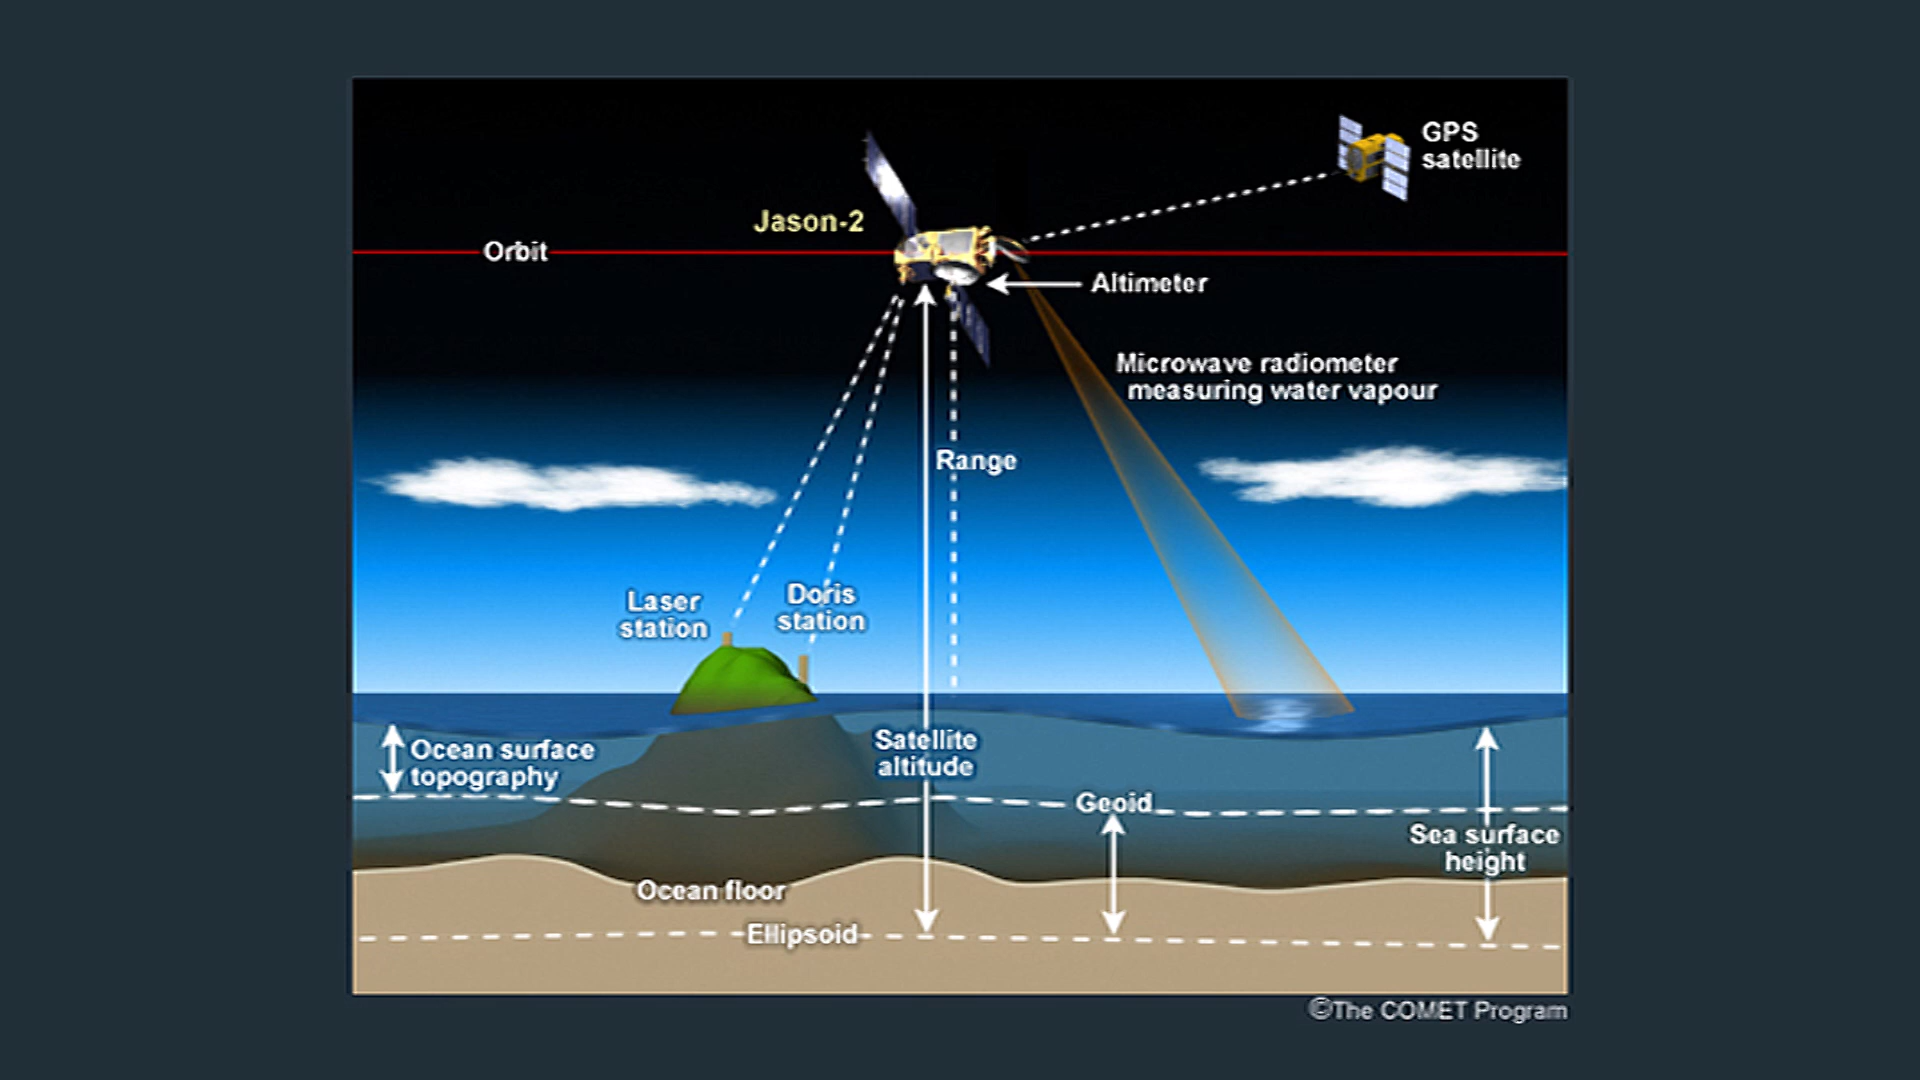 GPS
satellite
Jason-2
Orbit
Altimeter
Microwave radiometer
measuring water vapour
Range
Laser
station
Doris
station
Ocean surface
topography
Satellite
altitude
Geoid
Sea surface
height
Ocean floor
Ellipsoid
©The COMET Program